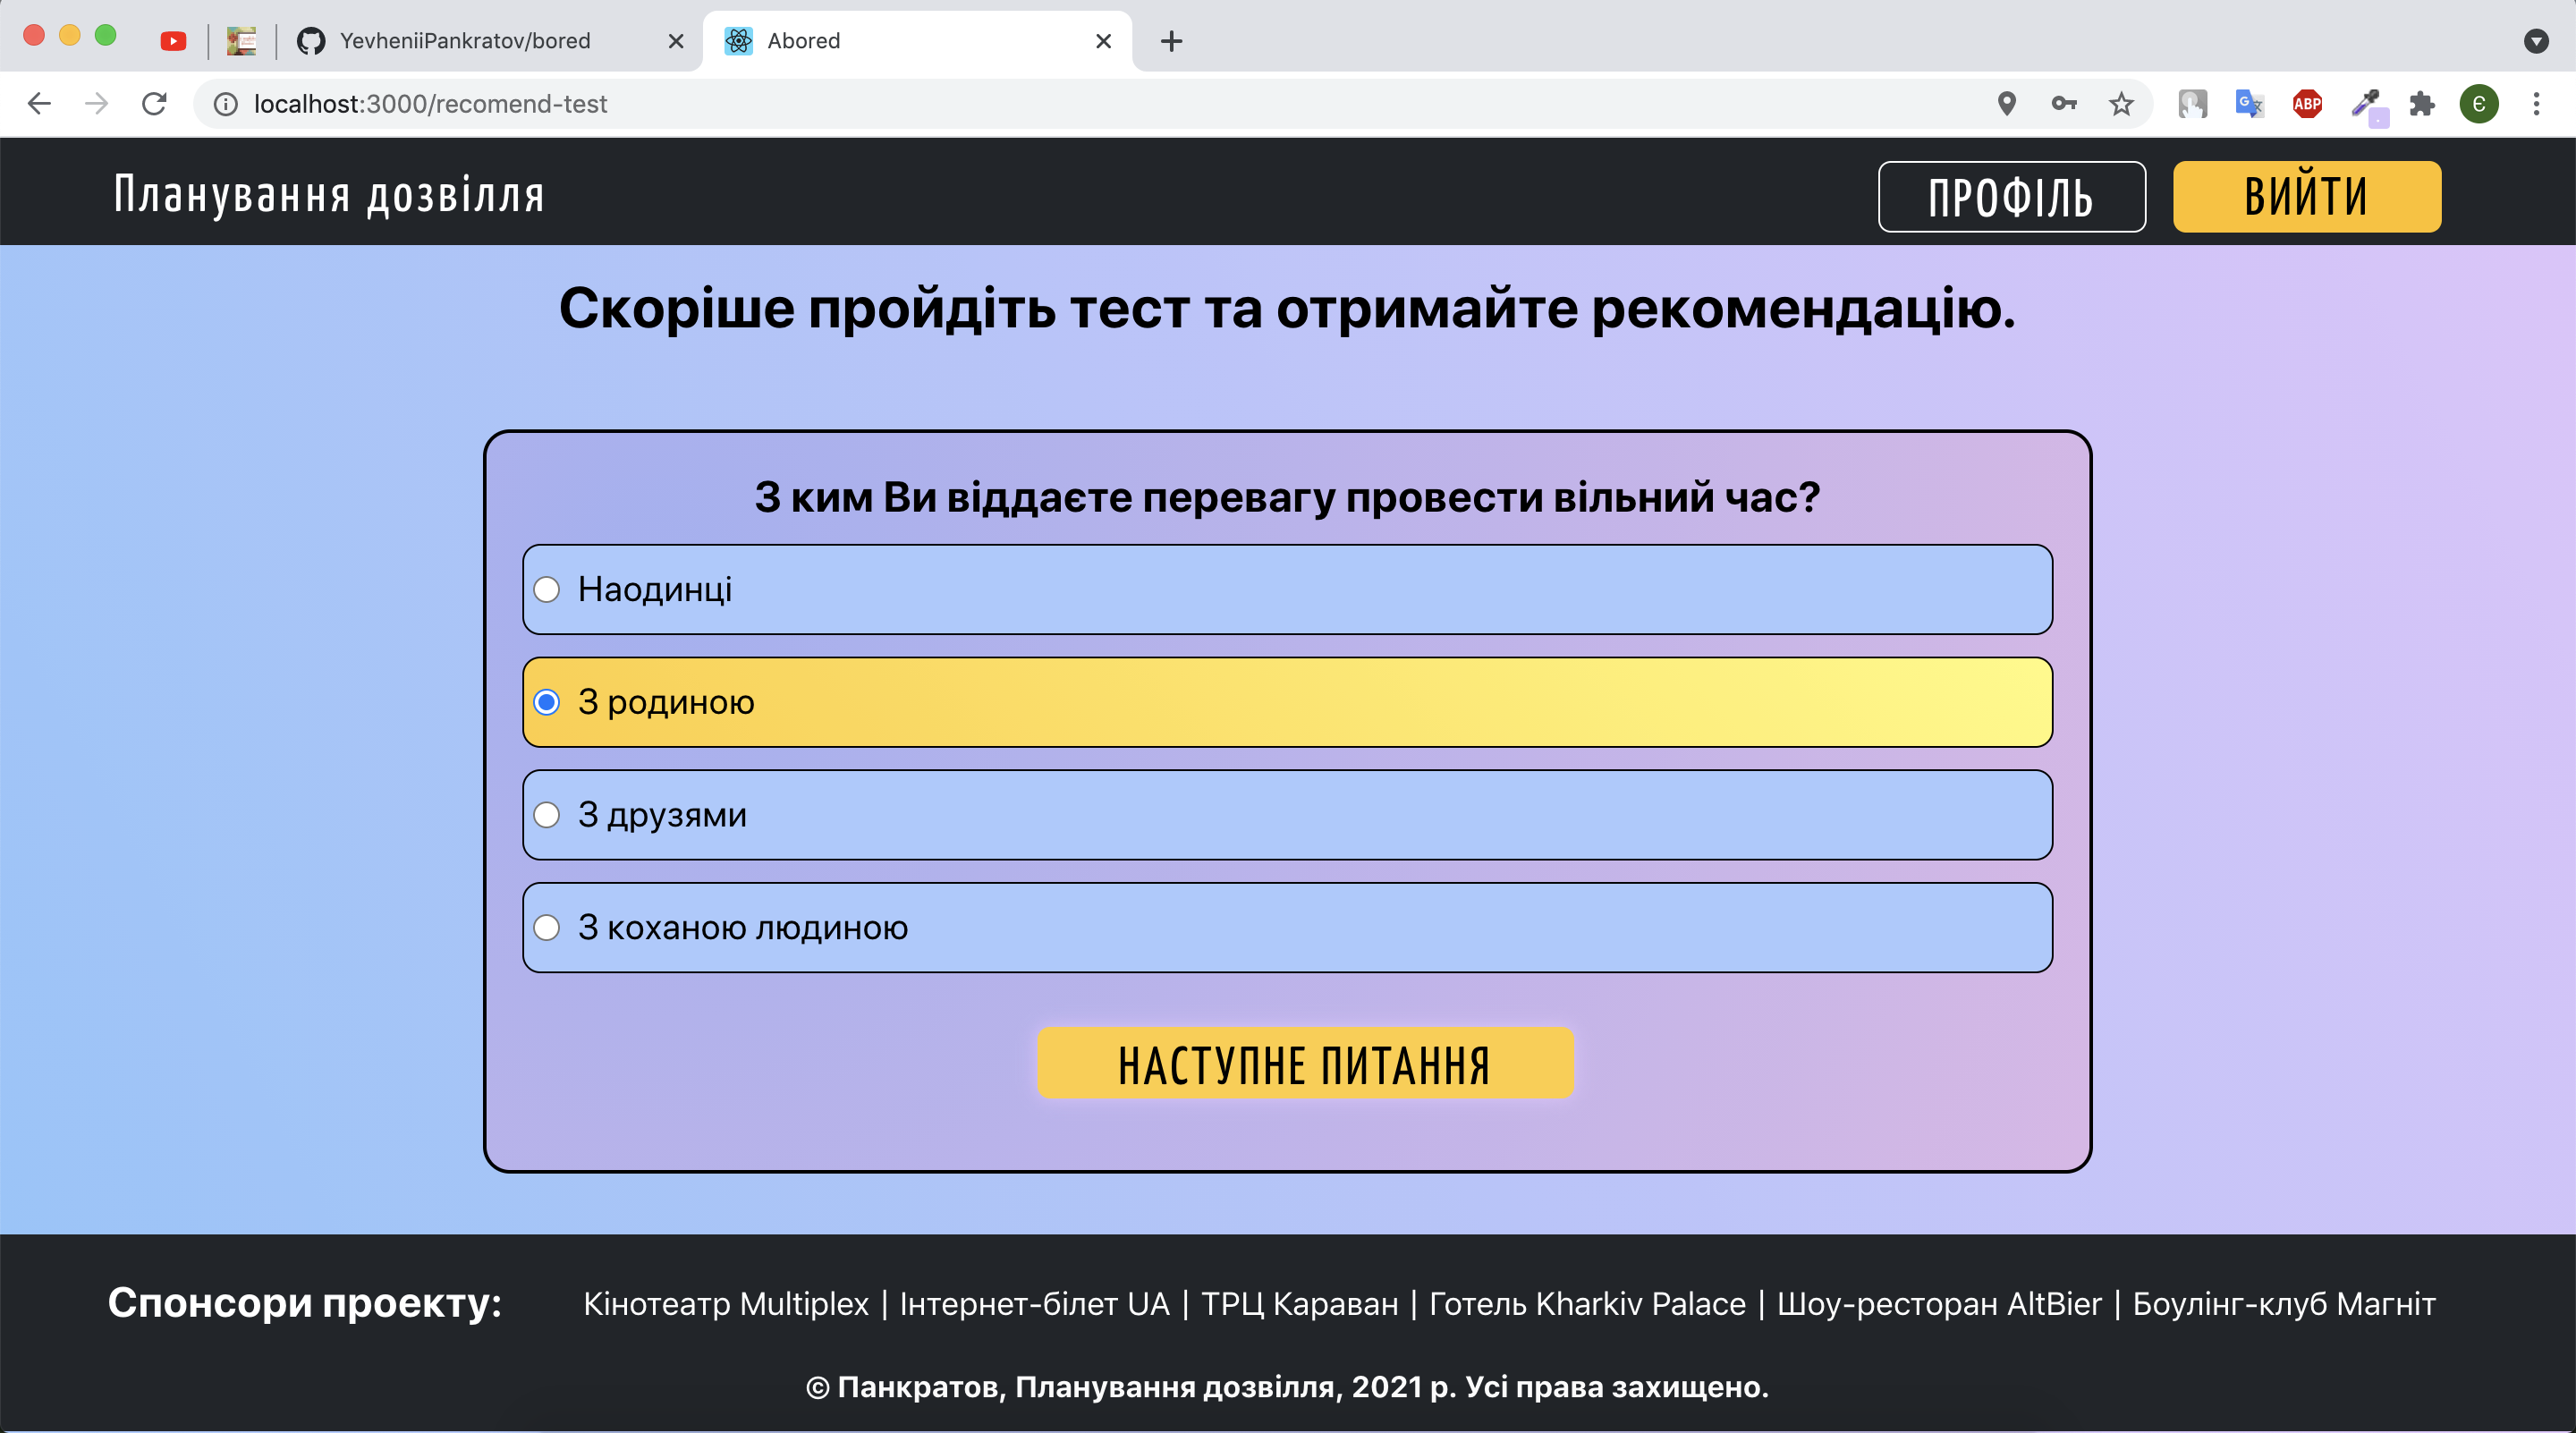 YevheniiPankratov/bored
Abored
localhost:3000/recomend-test
ABP
Є
Планування дозвілля
ПРОФІЛЬ
ВИЙТИ
Скоріше пройдіть тест та отримайте рекомендацію.
З ким Ви віддаєте перевагу провести вільний час?
Наодинці
З родиною
З друзями
З коханою людиною
НАСТУПНЕ ПИТАННЯ
Спонсори проекту:
Кінотеатр Multiplex | Інтернет-білет UA | ТРЦ Караван | Готель Kharkiv Palace | Шоу-ресторан AltBier | Боулінг-клуб Магніт
© Панкратов, Планування дозвілля, 2021 р. Усі права захищено.